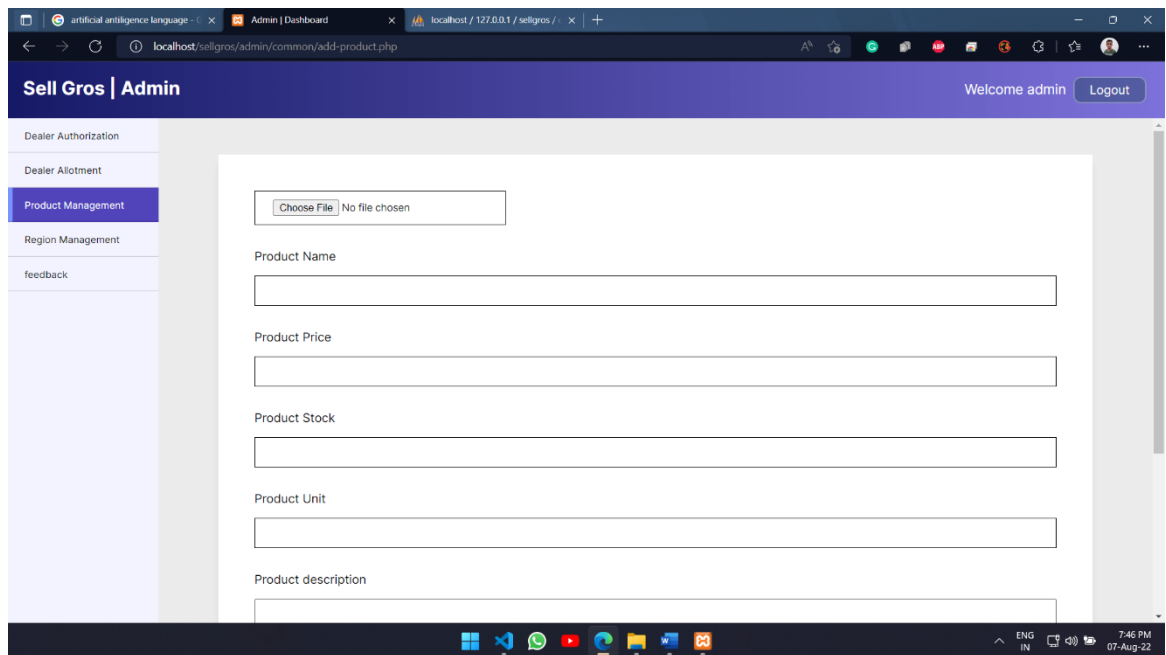 artificial antiligence language - G
Admin | Dashboard
localhost / 127.0.0.1 / sellgros /
localhost/sellgros/admin/common/add-product.php
ABP
Sell Gros | Admin
Welcome admin
Logout
Dealer Authorization
Dealer Allotment
Product Management
Region Management
feedback
Choose File No file chosen
Product Name
Product Price
Product Stock
Product Unit
Product description
ENG
IN
7:46 PM
07-Aug-22